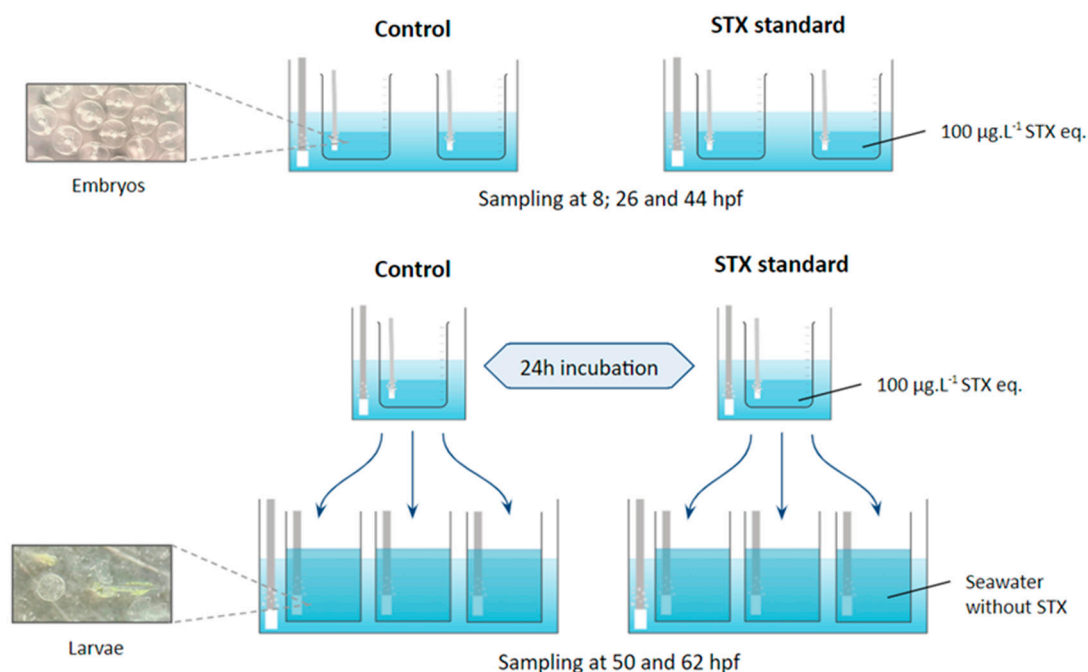 Control
STX standard
100 µg.L⁻¹ STX eq.
Embryos
Sampling at 8; 26 and 44 hpf
Control
STX standard
24h incubation
100 µg.L⁻¹ STX eq.
Seawater
without STX
Larvae
Sampling at 50 and 62 hpf